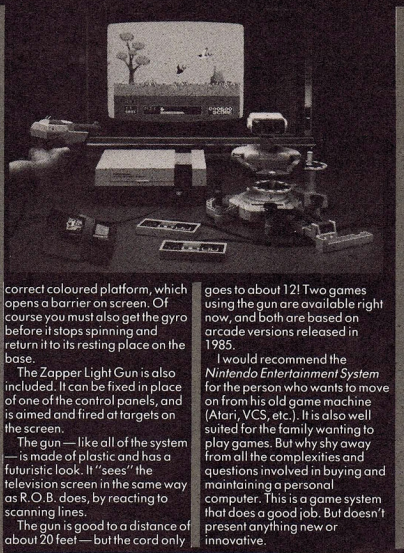 correct coloured platform, which
opens a barrier on screen. Of
course you must also get the gyro
before it stops spinning and
return it to its resting place on the
base.
The Zapper Light Gun is also
included. It can be fixed in place
of one of the control panels, and
is aimed and fired at targets on
the screen.
The gun — like all of the system
— is made of plastic and has a
futuristic look. It "sees" the
television screen in the same way
as R.O.B. does, by reacting to
scanning lines.
The gun is good to a distance of
about 20 feet — but the cord only
goes to about 12! Two games
using the gun are available right
now, and both are based on
arcade versions released in
1985.
I would recommend the
Nintendo Entertainment System
for the person who wants to move
on from his old game machine
(Atari, VCS, etc.). It is also well
suited for the family wanting to
play games. But why shy away
from all the complexities and
questions involved in buying and
maintaining a personal
computer. This is a game system
that does a good job. But doesn't
present anything new or
innovative.